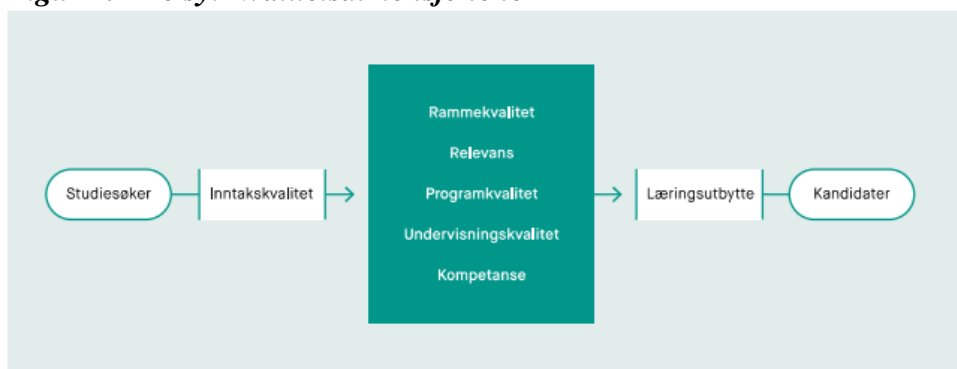 Studiesøker
Inntakskvalitet
Rammekvalitet
Relevans
Programkvalitet
Undervisningskvalitet
Kompetanse
Læringsutbytte
Kandidater